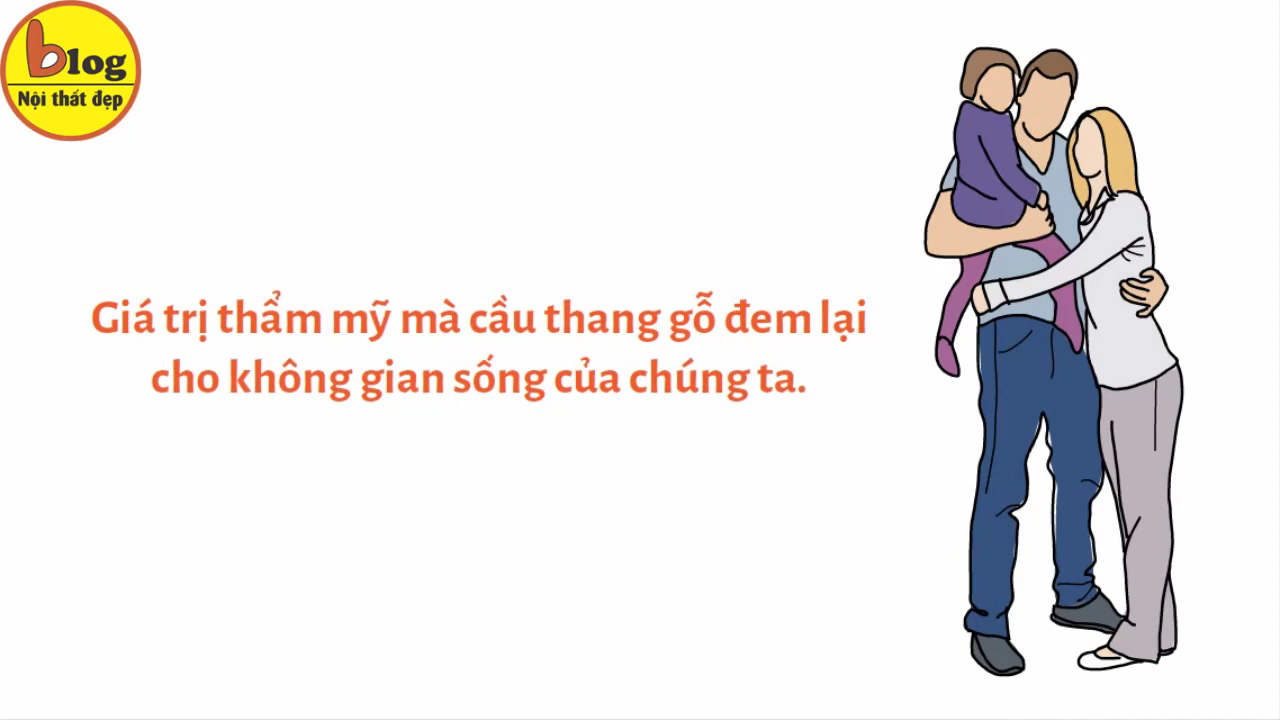 blog
Nội thất đẹp
Giá trị thẩm mỹ mà cầu thang gỗ đem lại
cho không gian sống của chúng ta.